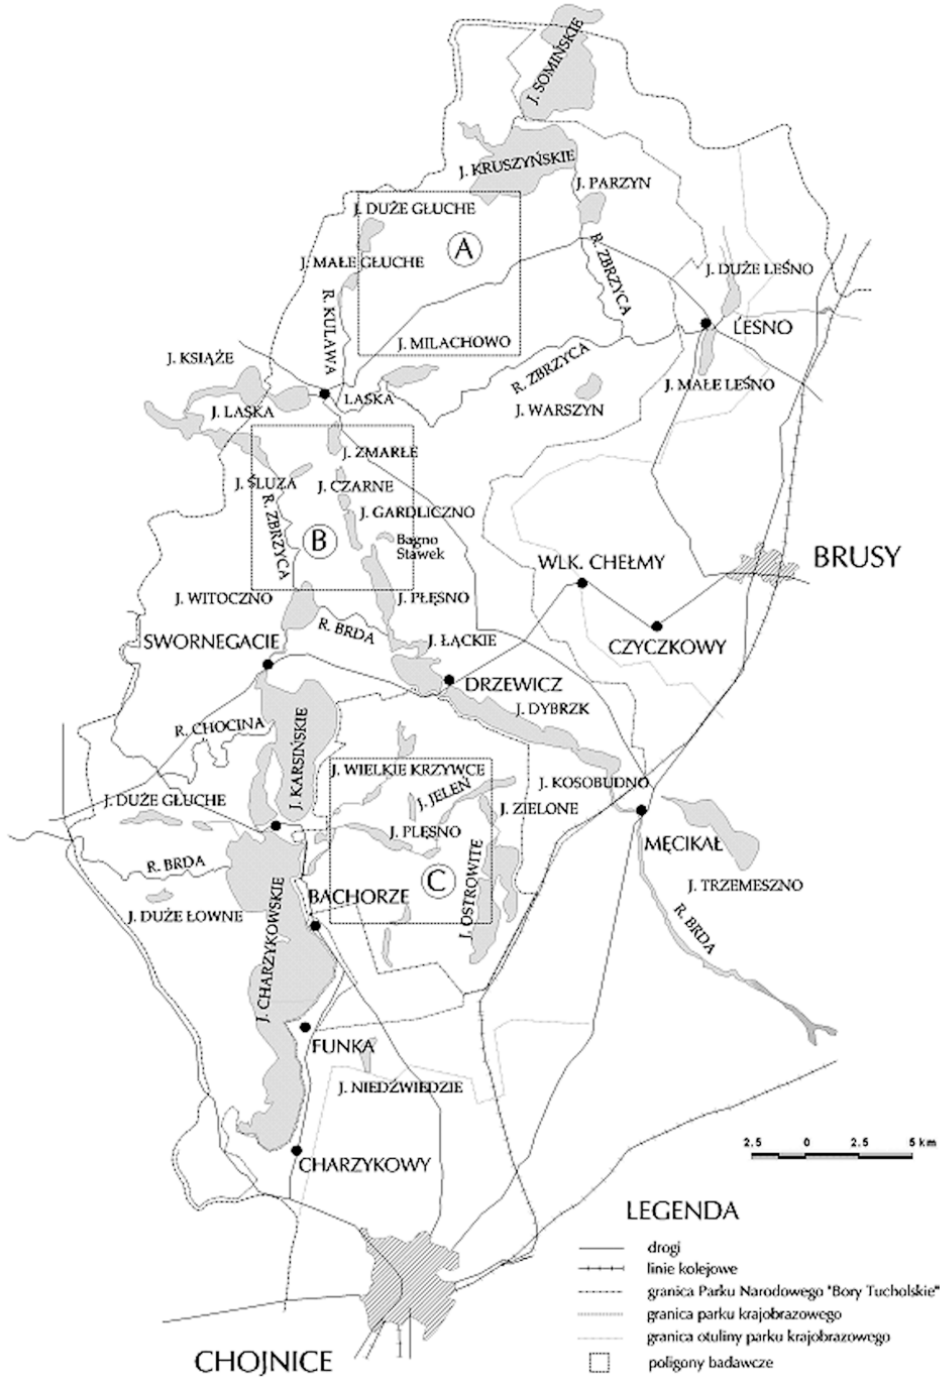 J. SOMIŃSKIE
J. KRUSZYŃSKIE
J. PARZYN
J. DUŻE GŁUCHE
A
R. ZBRZYCA
J. MAŁE GŁUCHE
J. DUŻE LEŚNO
R. KULAWA
LEŚNO
J. MILACHOWO
R. ZBRZYCA
J. KSIĄŻE
J. MAŁE LEŚNO
LASKA
J. LASKA
J. WARSZYN
J. ZMARŁE
J. ŚLUZA
J. CZARNE
R. ZBRZYCA
J. GARDLICZNO
B
Bagno
Stawek
BRUSY
WLK. CHEŁMY
J. WITOCZNO
J. PŁĘSNO
R. BRDA
SWORNEGACIE
J. ŁĄCKIE
CZYCZKOWY
DRZEWICZ
J. DYBRZK
R. CHOCINA
J. KARSIŃSKIE
J. WIELKIE KRZYWCE
J. KOSOBUDNO
J. JELEŃ
J. DUŻE GŁUCHE
J. ZIELONE
J. PLĘSNO
MĘCIKAŁ
R. BRDA
J. OSTROWITE
C
J. TRZEMESZNO
BACHORZE
J. DUŻE ŁOWNE
R. BRDA
J. CHARZYKOWSKIE
FUNKA
J. NIEDŹWIEDZIE
2.5 0 2.5 5 km
CHARZYKOWY
LEGENDA
drogi
linie kolejowe
granica Parku Narodowego "Bory Tucholskie"
granica parku krajobrazowego
granica otuliny parku krajobrazowego
poligony badawcze
CHOJNICE